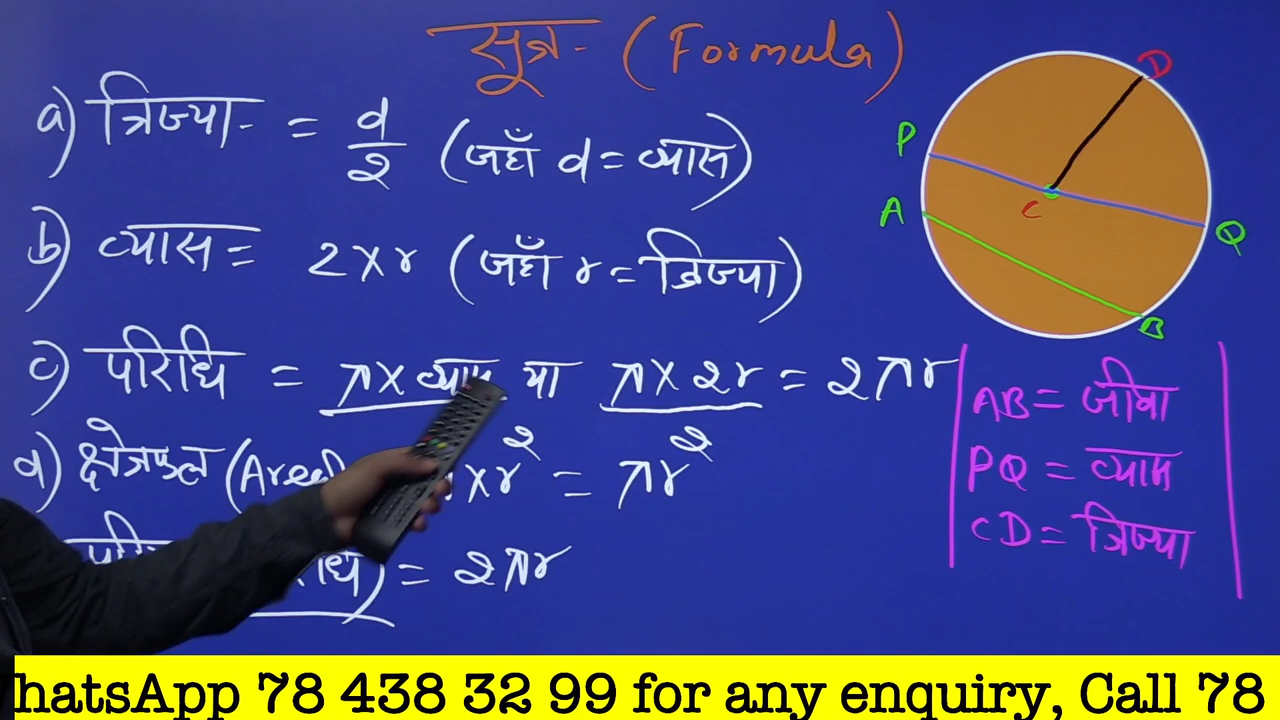 सूत्र - (Formula)
a) त्रिज्या - = d/2 (जहाँ d = व्यास)
b) व्यास = 2 × r (जहाँ r = त्रिज्या)
c) परिधि = π × व्यास या π × 2r = 2πr
d) क्षेत्रफल (Area × r² = πr²
= 2πr
D
P
C
A
Q
B
AB = जीवा
PQ = व्यास
CD = त्रिज्या
hatsApp 78 438 32 99 for any enquiry, Call 78